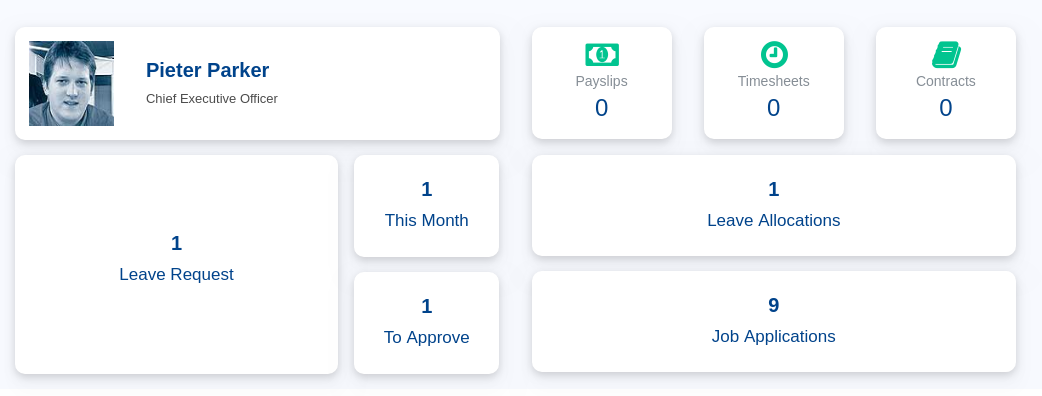 Pieter Parker
Chief Executive Officer
Payslips
0
Timesheets
0
Contracts
0
1
Leave Request
1
This Month
1
To Approve
1
Leave Allocations
9
Job Applications